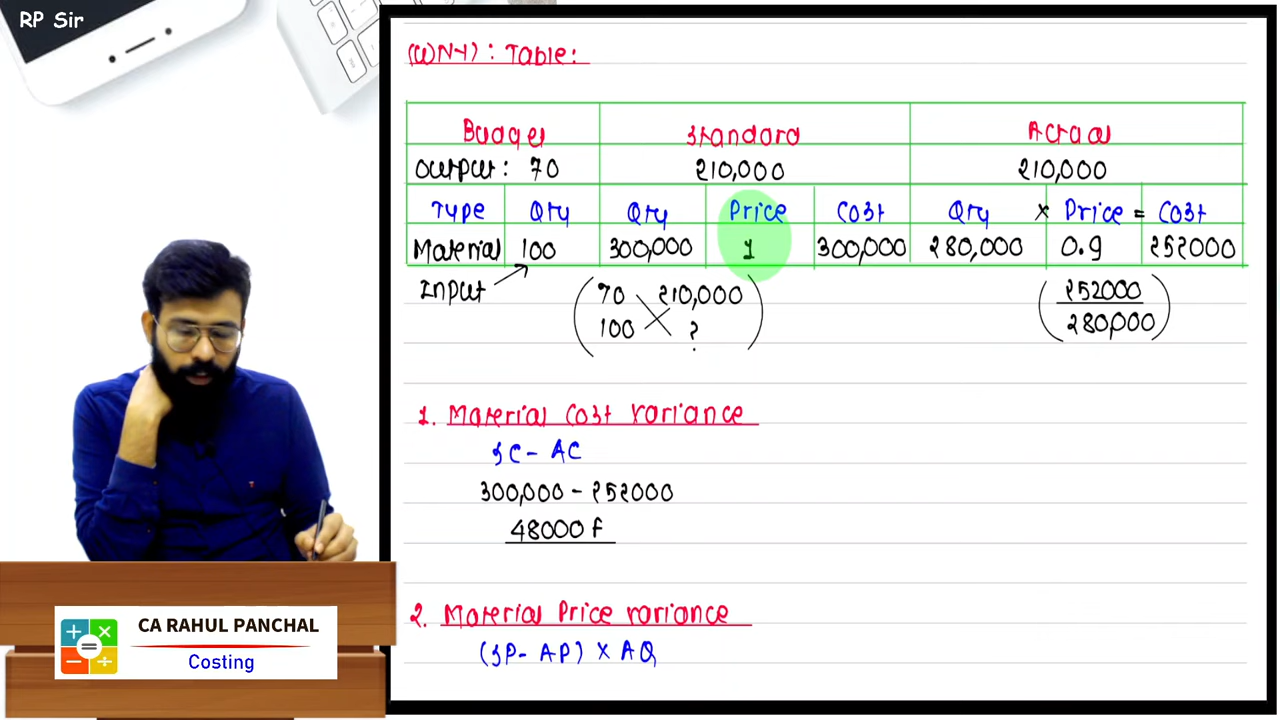 RP Sir
(WN-1) : Table:
Budget Standard Actual
Output: 70 210,000 210,000
Type Qty Qty Price Cost Qty × Price = Cost
Material 100 300,000 1 300,000 280,000 0.9 252000
Input
70 210,000
100 ?
252000
280,000
1. Material Cost Variance
SC - AC
300,000 - 252000
48000 F
2. Material Price Variance
(SP- AP) × AQ
CA RAHUL PANCHAL
Costing